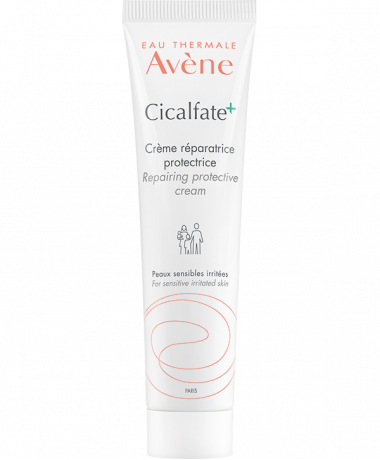 EAU THERMALE
Avène
Cicalfate+
Crème réparatrice
protectrice
Repairing protective
cream
Peaux sensibles irritées
For sensitive irritated skin
PARIS